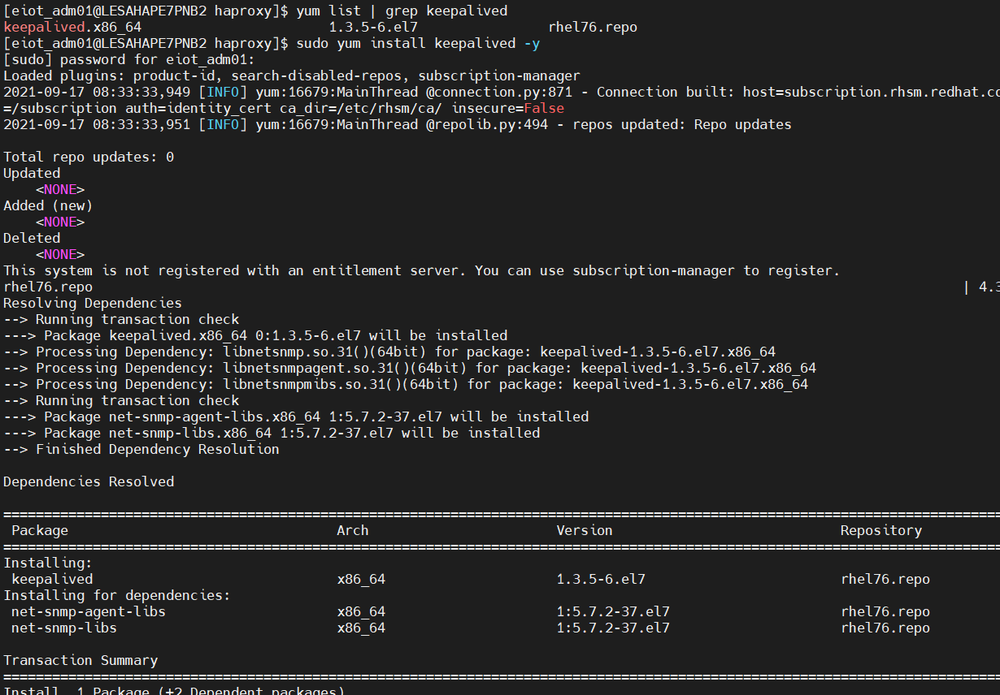 [eiot_adm01@LESAHAPE7PNB2 haproxy]$ yum list | grep keepalived
keepalived.x86_64 1.3.5-6.el7 rhel76.repo
[eiot_adm01@LESAHAPE7PNB2 haproxy]$ sudo yum install keepalived -y
[sudo] password for eiot_adm01:
Loaded plugins: product-id, search-disabled-repos, subscription-manager
2021-09-17 08:33:33,949 [INFO] yum:16679:MainThread @connection.py:871 - Connection built: host=subscription.rhsm.redhat.co
=/subscription auth=identity_cert ca_dir=/etc/rhsm/ca/ insecure=False
2021-09-17 08:33:33,951 [INFO] yum:16679:MainThread @repolib.py:494 - repos updated: Repo updates
Total repo updates: 0
Updated
<NONE>
Added (new)
<NONE>
Deleted
<NONE>
This system is not registered with an entitlement server. You can use subscription-manager to register.
rhel76.repo | 4.3
Resolving Dependencies
--> Running transaction check
---> Package keepalived.x86_64 0:1.3.5-6.el7 will be installed
--> Processing Dependency: libnetsnmp.so.31()(64bit) for package: keepalived-1.3.5-6.el7.x86_64
--> Processing Dependency: libnetsnmpagent.so.31()(64bit) for package: keepalived-1.3.5-6.el7.x86_64
--> Processing Dependency: libnetsnmpmibs.so.31()(64bit) for package: keepalived-1.3.5-6.el7.x86_64
--> Running transaction check
---> Package net-snmp-agent-libs.x86_64 1:5.7.2-37.el7 will be installed
---> Package net-snmp-libs.x86_64 1:5.7.2-37.el7 will be installed
--> Finished Dependency Resolution
Dependencies Resolved
Package Arch Version Repository
Installing:
keepalived x86_64 1.3.5-6.el7 rhel76.repo
Installing for dependencies:
net-snmp-agent-libs x86_64 1:5.7.2-37.el7 rhel76.repo
net-snmp-libs x86_64 1:5.7.2-37.el7 rhel76.repo
Transaction Summary
Install 1 Package (+2 Dependent packages)